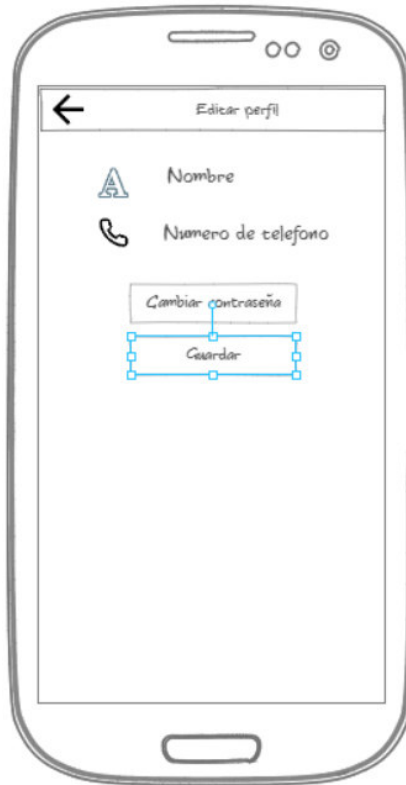 Editar perfil
A Nombre
Numero de telefono
Cambiar contraseña
Guardar